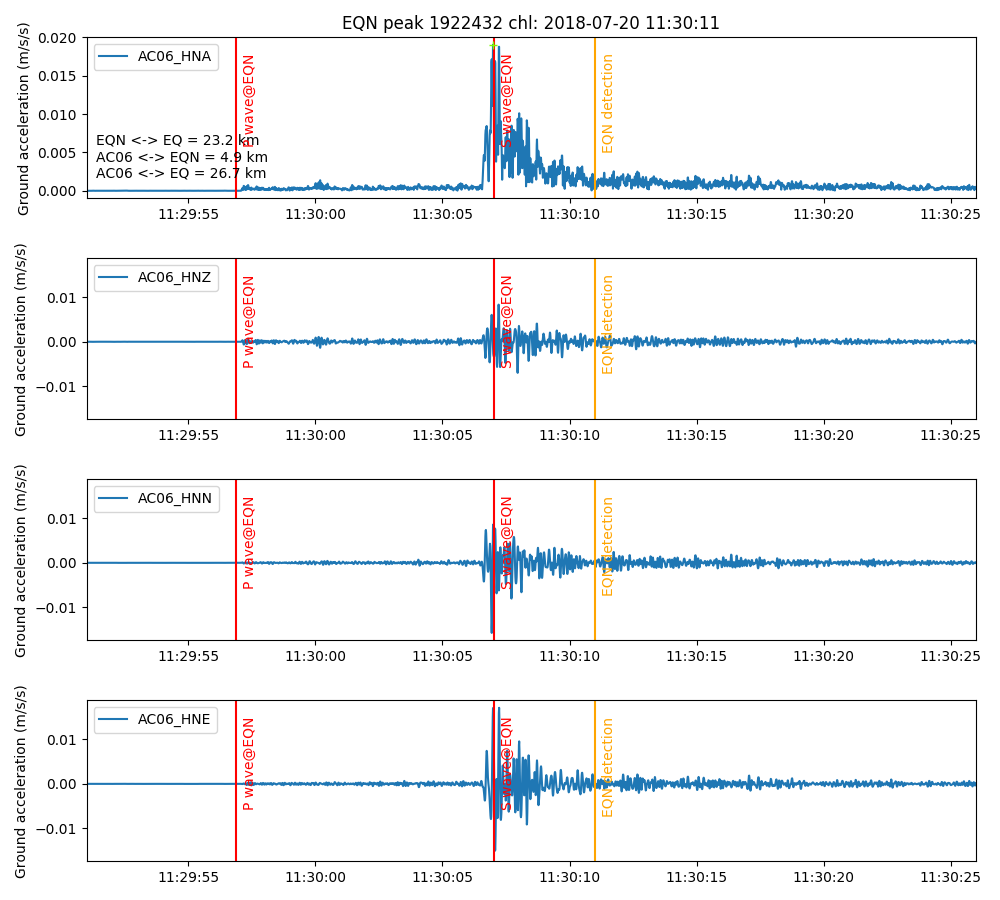 EQN peak 1922432 chl: 2018-07-20 11:30:11
Ground acceleration (m/s/s)
0.020
0.015
0.010
0.005
0.000
AC06_HNA
P wave@EQN
S wave@EQN
EQN detection
EQN <-> EQ = 23.2 km
AC06 <-> EQN = 4.9 km
AC06 <-> EQ = 26.7 km
11:29:55 11:30:00 11:30:05 11:30:10 11:30:15 11:30:20 11:30:25
Ground acceleration (m/s/s)
0.01
0.00
−0.01
AC06_HNZ
P wave@EQN
S wave@EQN
EQN detection
11:29:55 11:30:00 11:30:05 11:30:10 11:30:15 11:30:20 11:30:25
Ground acceleration (m/s/s)
0.01
0.00
−0.01
AC06_HNN
P wave@EQN
S wave@EQN
EQN detection
11:29:55 11:30:00 11:30:05 11:30:10 11:30:15 11:30:20 11:30:25
Ground acceleration (m/s/s)
0.01
0.00
−0.01
AC06_HNE
P wave@EQN
S wave@EQN
EQN detection
11:29:55 11:30:00 11:30:05 11:30:10 11:30:15 11:30:20 11:30:25